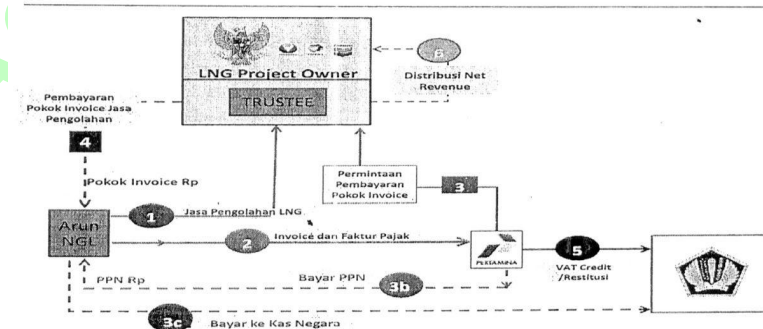 LNG Project Owner
TRUSTEE
6
Distribusi Net
Revenue
Pembayaran
Pokok Invoice Jasa
Pengolahan
4
Permintaan
Pembayaran
Pokok Invoice
3
Pokok Invoice Rp
Arun
NGL
1
Jasa Pengolahan LNG
2
Invoice dan Faktur Pajak
PERTAMINA
5
VAT Credit
/Restitusi
PPN Rp
Bayar PPN
3b
3c
Bayar ke Kas Negara